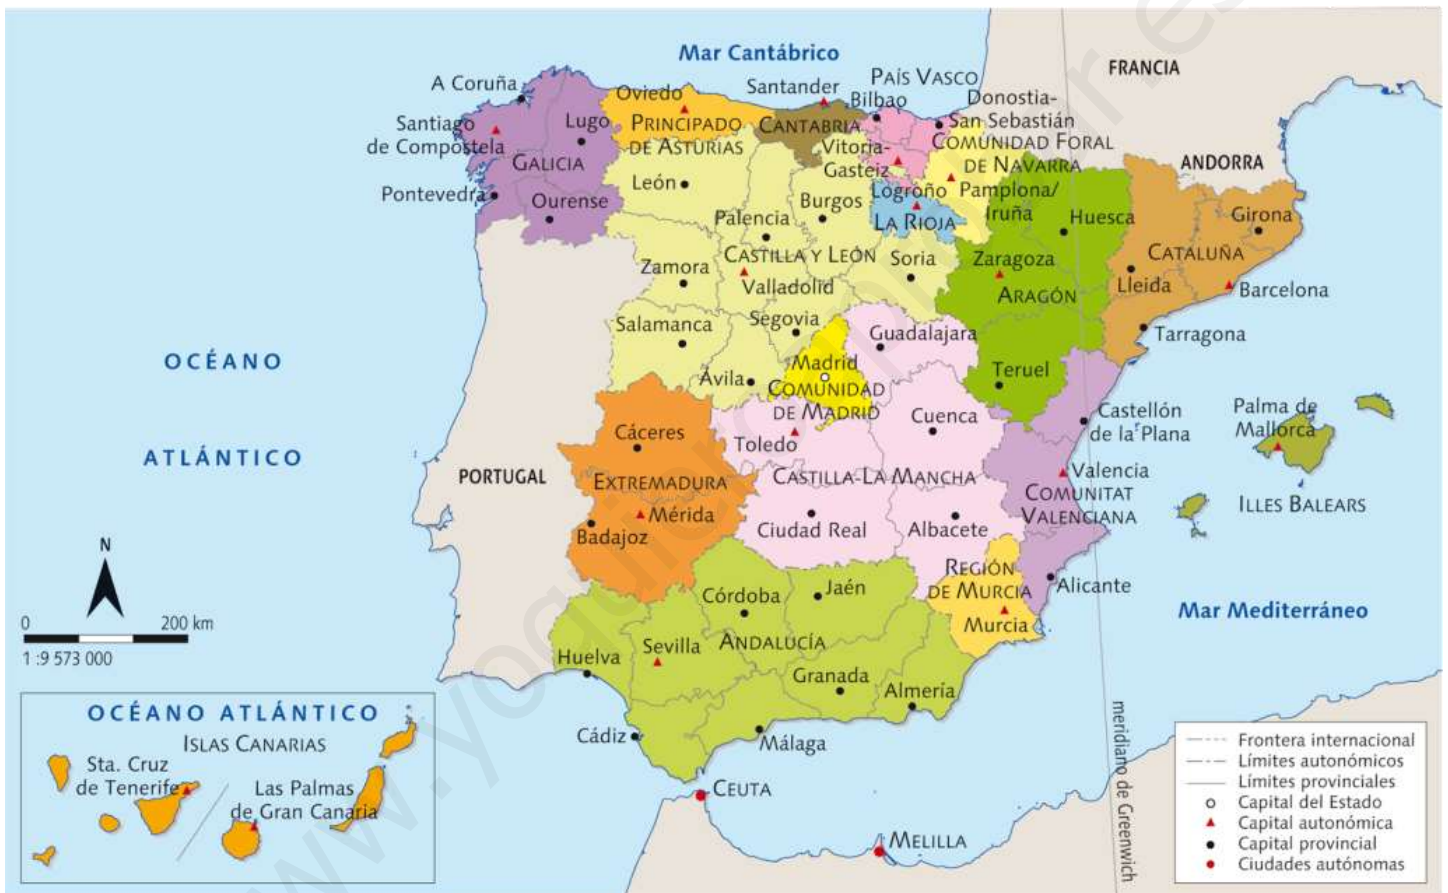 Mar Cantábrico
FRANCIA
ANDORRA
PORTUGAL
OCÉANO
ATLÁNTICO
Mar Mediterráneo
A Coruña
Santiago
de Compostela
Lugo
GALICIA
Pontevedra
Ourense
Oviedo
PRINCIPADO
DE ASTURIAS
Santander
CANTABRIA
PAÍS VASCO
Bilbao
Donostia-
San Sebastián
Vitoria-
Gasteiz
COMUNIDAD FORAL
DE NAVARRA
Pamplona/
Iruña
Logroño
LA RIOJA
León
Palencia
Burgos
CASTILLA Y LEÓN
Zamora
Valladolid
Soria
Salamanca
Segovia
Ávila
Huesca
Zaragoza
ARAGÓN
Teruel
Girona
CATALUÑA
Lleida
Barcelona
Tarragona
Madrid
COMUNIDAD
DE MADRID
Guadalajara
Cuenca
Toledo
CASTILLA-LA MANCHA
Ciudad Real
Albacete
Cáceres
EXTREMADURA
Mérida
Badajoz
Castellón
de la Plana
Valencia
COMUNITAT
VALENCIANA
Alicante
Palma de
Mallorca
ILLES BALEARS
REGIÓN
DE MURCIA
Murcia
Córdoba
Jaén
ANDALUCÍA
Sevilla
Huelva
Granada
Almería
Cádiz
Málaga
CEUTA
MELILLA
meridiano de Greenwich
N
0 200 km
1 :9 573 000
OCÉANO ATLÁNTICO
ISLAS CANARIAS
Sta. Cruz
de Tenerife
Las Palmas
de Gran Canaria
Frontera internacional
Límites autonómicos
Límites provinciales
Capital del Estado
Capital autonómica
Capital provincial
Ciudades autónomas